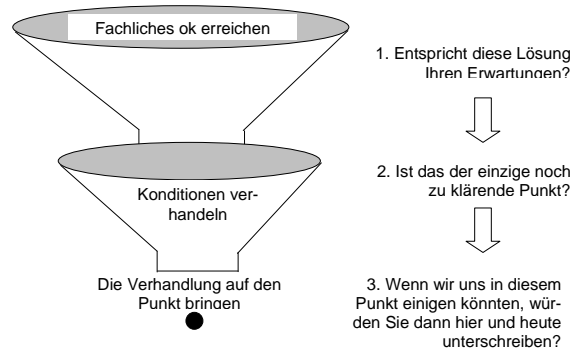 Fachliches ok erreichen
1. Entspricht diese Lösung
Ihren Erwartungen?
Konditionen ver-
handeln
2. Ist das der einzige noch
zu klärende Punkt?
Die Verhandlung auf den
Punkt bringen
3. Wenn wir uns in diesem
Punkt einigen könnten, wür-
den Sie dann hier und heute
unterschreiben?